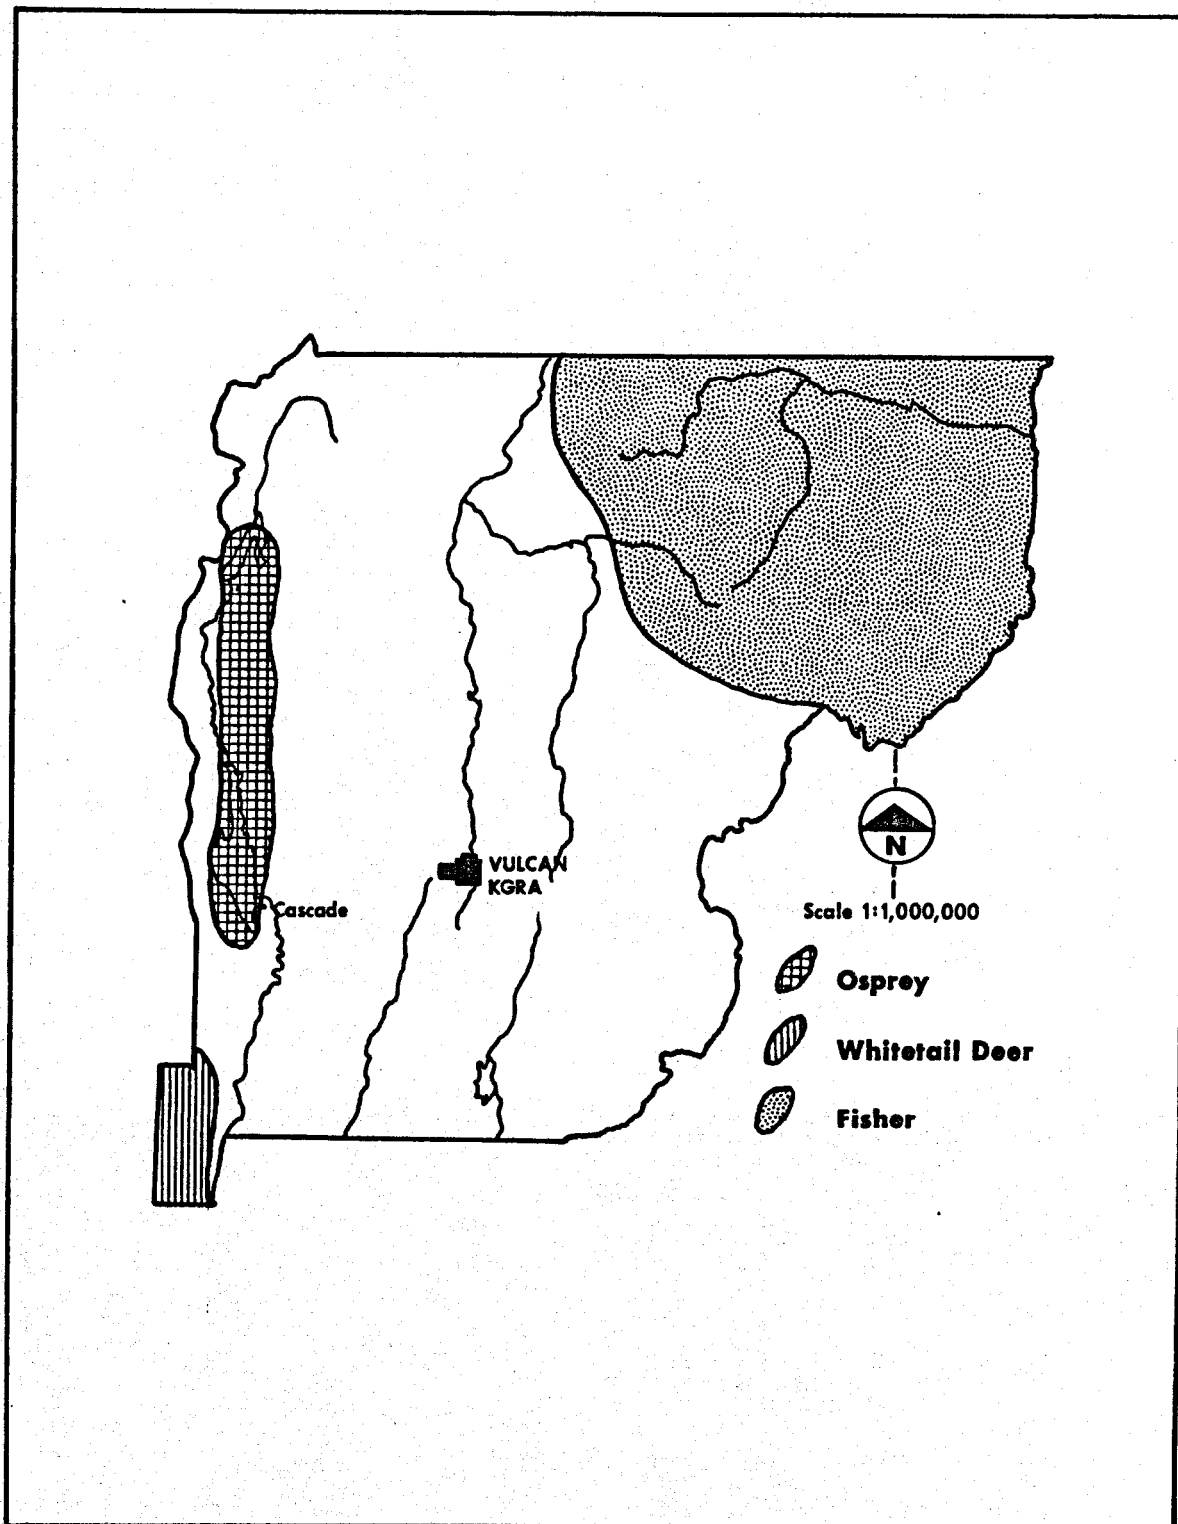 VULCAN
KGRA
Cascade
N
Scale 1:1,000,000
Osprey
Whitetail Deer
Fisher